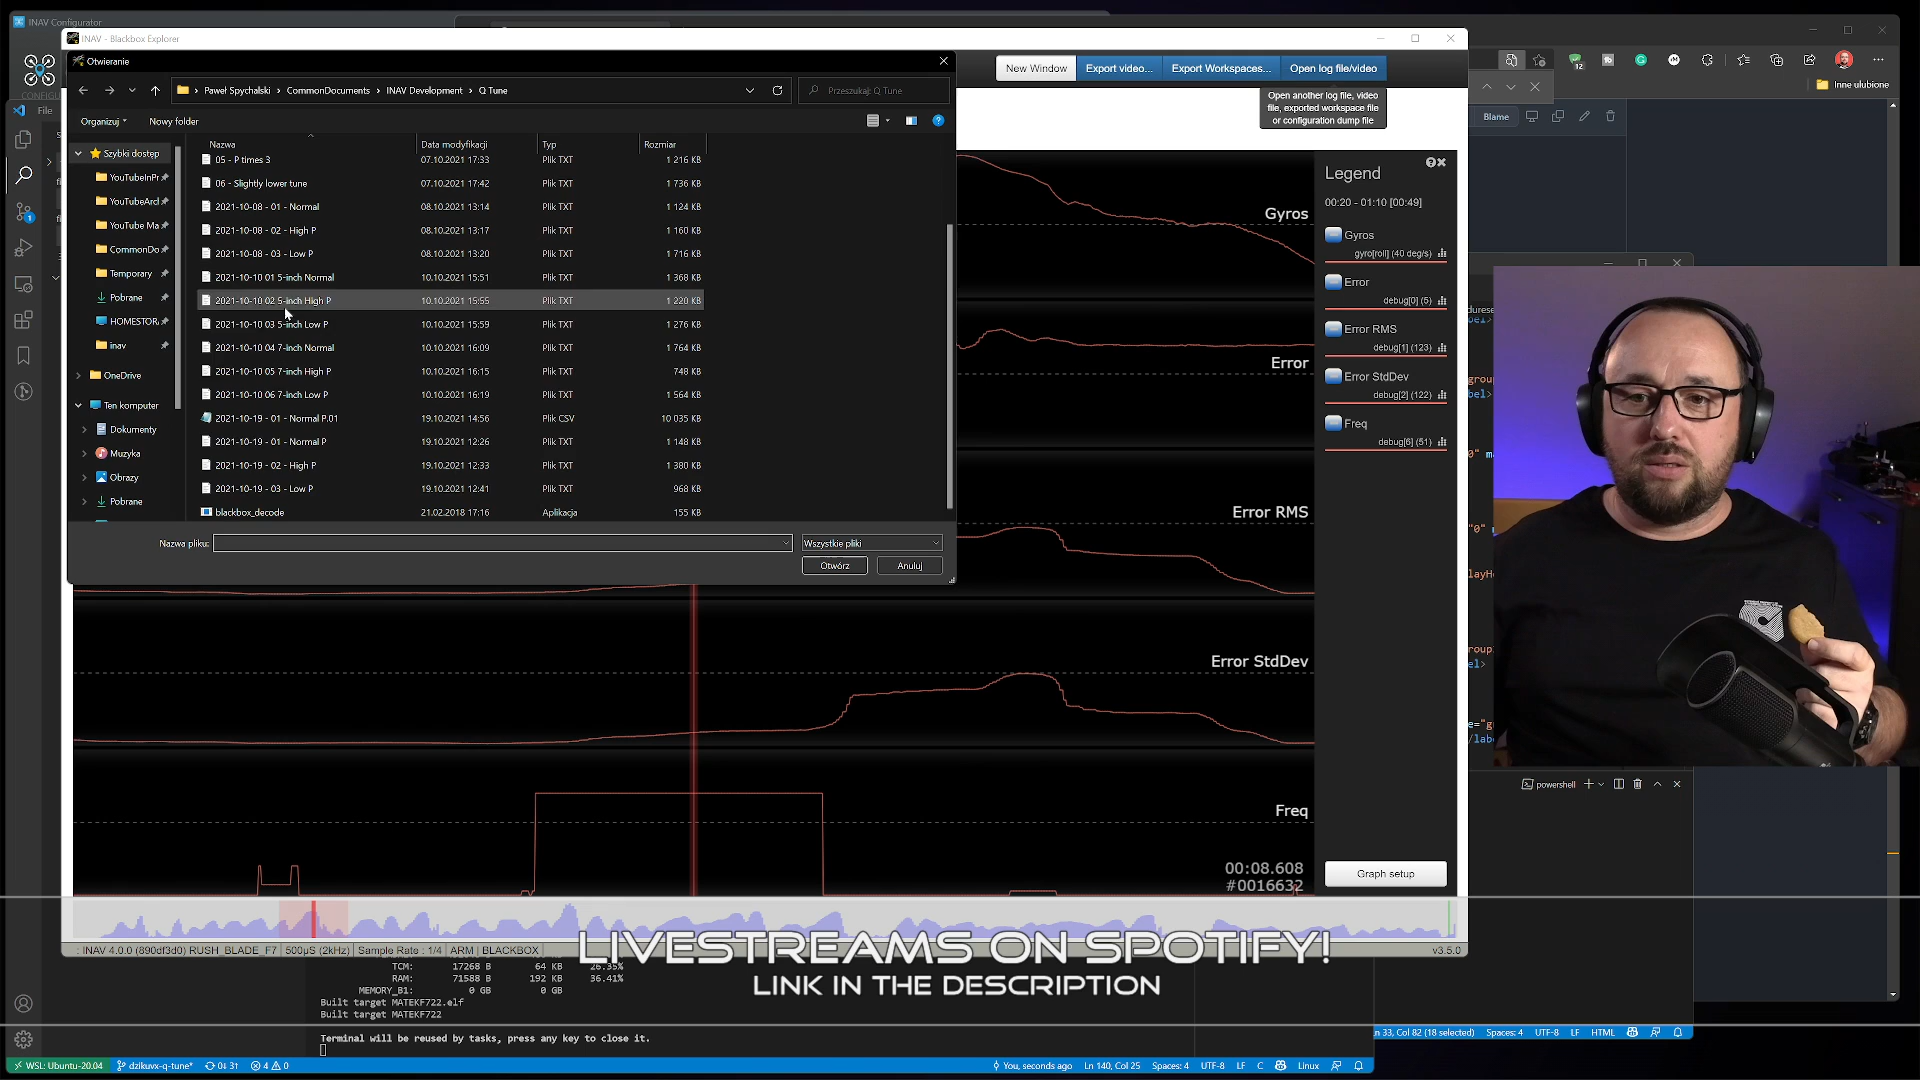 INAV Configurator
INAV - Blackbox Explorer
Otwieranie
New Window
Export video...
Export Workspaces...
Open log file/video
Open another log file, video
file, exported workspace file
or configuration dump file
Paweł Spychalski › CommonDocuments › INAV Development › Q Tune
Przeszukaj: Q Tune
Organizuj
New folder
File
Inne ulubione
Blame
Nazwa
Data modyfikacji
Typ
Rozmiar
05 - P times 3 07.10.2021 17:33 Plik TXT 1 216 KB
06 - Slightly lower tune 07.10.2021 17:42 Plik TXT 1 736 KB
2021-10-08 - 01 - Normal 08.10.2021 13:14 Plik TXT 1 124 KB
2021-10-08 - 02 - High P 08.10.2021 13:17 Plik TXT 1 160 KB
2021-10-08 - 03 - Low P 08.10.2021 13:20 Plik TXT 1 716 KB
2021-10-10 01 5-inch Normal 10.10.2021 15:51 Plik TXT 1 368 KB
2021-10-10 02 5-inch High P 10.10.2021 15:55 Plik TXT 1 220 KB
2021-10-10 03 5-inch Low P 10.10.2021 15:59 Plik TXT 1 276 KB
2021-10-10 04 7-inch Normal 10.10.2021 16:09 Plik TXT 1 764 KB
2021-10-10 05 7-inch High P 10.10.2021 16:15 Plik TXT 748 KB
2021-10-10 06 7-inch Low P 10.10.2021 16:19 Plik TXT 1 564 KB
2021-10-19 - 01 - Normal P.01 19.10.2021 14:56 Plik CSV 10 035 KB
2021-10-19 - 01 - Normal P 19.10.2021 12:26 Plik TXT 1 148 KB
2021-10-19 - 02 - High P 19.10.2021 12:33 Plik TXT 1 380 KB
2021-10-19 - 03 - Low P 19.10.2021 12:41 Plik TXT 968 KB
blackbox_decode 21.02.2018 17:16 Aplikacja 155 KB
Szybki dostęp
YouTubeInPr
YouTubeArcl
YouTube Ma
CommonDo
Temporary
Pobrane
HOMESTOR
inav
OneDrive
Ten komputer
Dokumenty
Muzyka
Obrazy
Pobrane
Nazwa pliku:
Wszystkie pliki
Otwórz
Anuluj
Gyros
Error
Error RMS
Error StdDev
Freq
00:08.608
#0016632
Legend
00:20 - 01:10 [00:49]
Gyros
gyro[roll] (40 deg/s)
Error
debug[0] (5)
Error RMS
debug[1] (123)
Error StdDev
debug[2] (122)
Freq
debug[6] (51)
Graph setup
powershell
: INAV 4.0.0 (890df3d0) RUSH_BLADE_F7 500µS (2kHz) Sample Rate : 1/4 ARM | BLACKBOX
v3.5.0
LIVESTREAMS ON SPOTIFY!
LINK IN THE DESCRIPTION
TCM: 17268 B 64 KB 26.35%
RAM: 71588 B 192 KB 36.41%
MEMORY_B1: 0 GB 0 GB
Built target MATEKF722.elf
Built target MATEKF722
Terminal will be reused by tasks, press any key to close it.
n 33, Col 82 (18 selected) Spaces: 4 UTF-8 LF HTML
WSL: Ubuntu-20.04 dzikuvx-q-tune* 0↓ 3↑ 4 0
You, seconds ago Ln 140, Col 25 Spaces: 4 UTF-8 LF C Linux